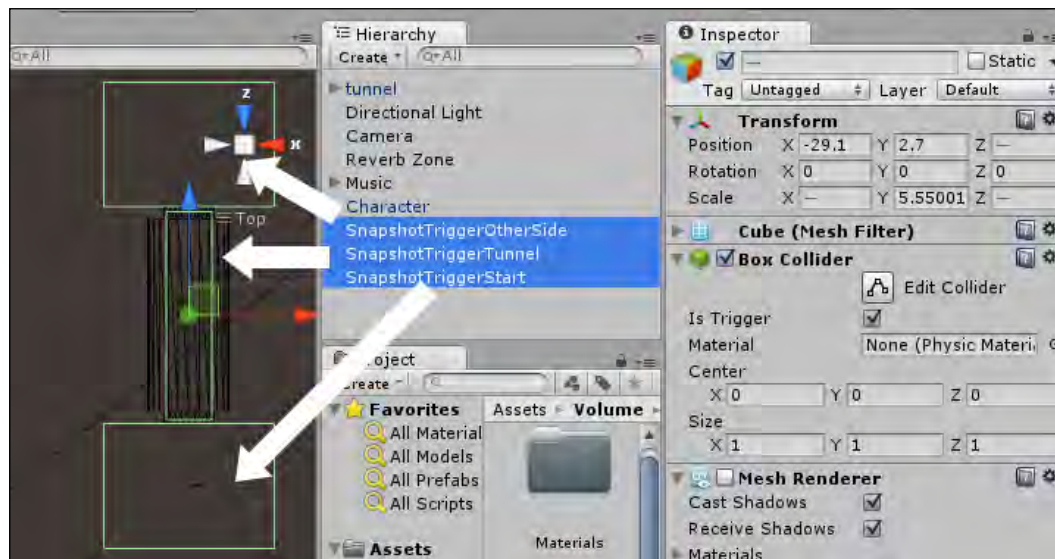 All
z
x
Top
Hierarchy
Create All
tunnel
Directional Light
Camera
Reverb Zone
Music
Character
SnapshotTriggerOtherSide
SnapshotTriggerTunnel
SnapshotTriggerStart
Create
Favorites
All Material
All Models
All Prefabs
All Scripts
Assets
Assets Volume
Materials
Inspector
— Static
Tag Untagged Layer Default
Transform
Position X -29.1 Y 2.7 Z —
Rotation X 0 Y 0 Z 0
Scale X — Y 5.55001 Z —
Cube (Mesh Filter)
Box Collider
Edit Collider
Is Trigger
Material None (Physic Materi
Center
X 0 Y 0 Z 0
Size
X 1 Y 1 Z 1
Mesh Renderer
Cast Shadows
Receive Shadows
Materials